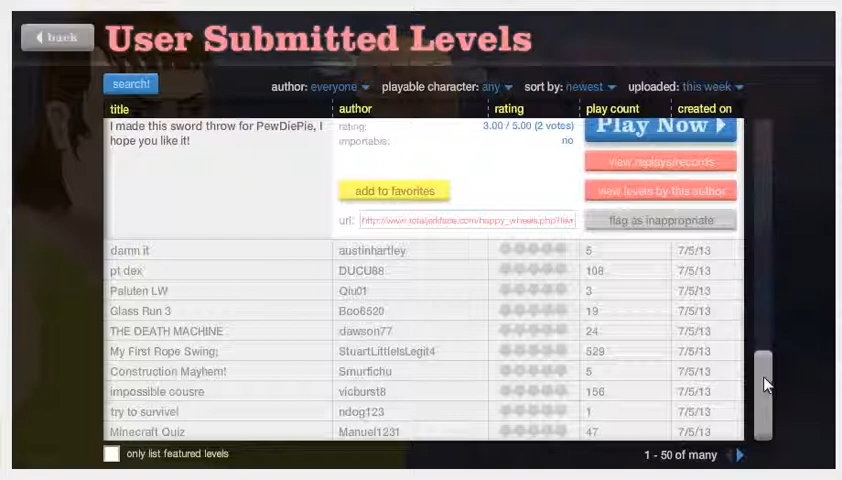 back
User Submitted Levels
search!
author: everyone playable character: any sort by: newest uploaded: this week
title author rating play count created on
I made this sword throw for PewDiePie, I hope you like it!
rating: 3.00 / 5.00 (2 votes)
importable: no
Play Now
view replays/records
add to favorites
view levels by this author
url: http://www.totaljerkface.com/happy_wheels.php?
flag as inappropriate
damn it austinhartley 5 7/5/13
pt dex DUCU88 108 7/5/13
Paluten LW Qiu01 3 7/5/13
Glass Run 3 Boo6520 19 7/5/13
THE DEATH MACHINE dawson77 24 7/5/13
My First Rope Swing; StuartLittleIsLegit4 529 7/5/13
Construction Mayhem! Smurfichu 5 7/5/13
impossible cousre vicburst8 156 7/5/13
try to survive! ndog123 1 7/5/13
Minecraft Quiz Manuel1231 47 7/5/13
only list featured levels
1 - 50 of many